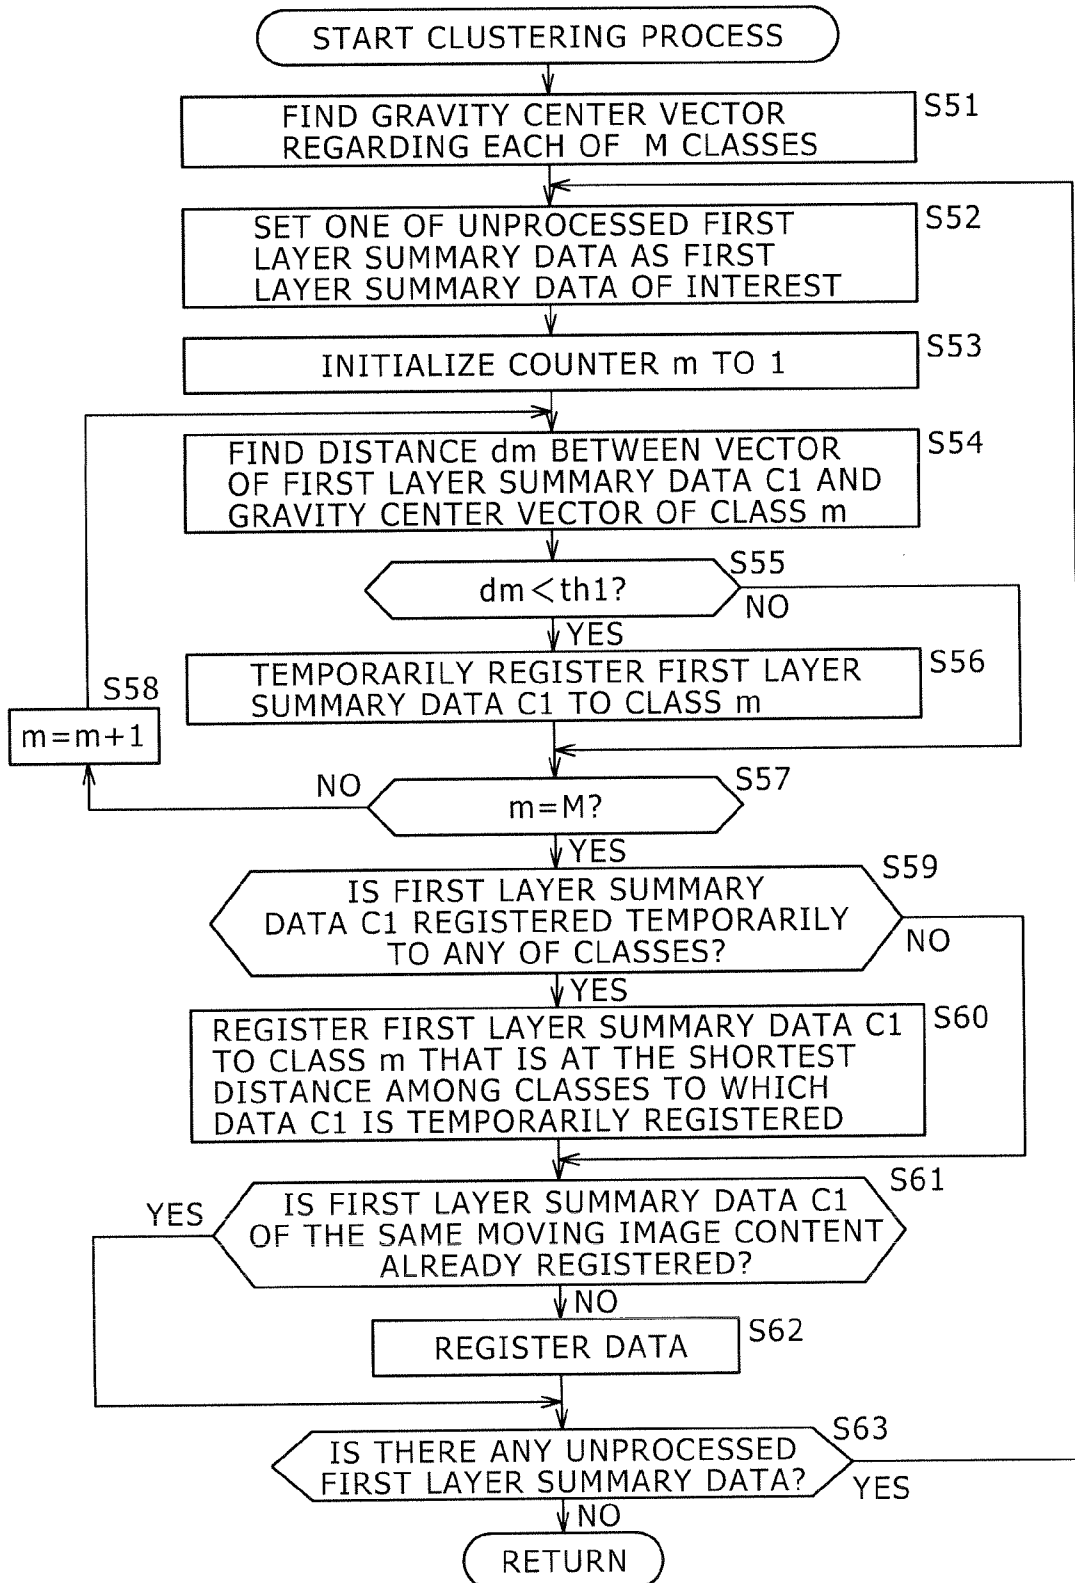 START CLUSTERING PROCESS
S51
FIND GRAVITY CENTER VECTOR
REGARDING EACH OF M CLASSES
S52
SET ONE OF UNPROCESSED FIRST
LAYER SUMMARY DATA AS FIRST
LAYER SUMMARY DATA OF INTEREST
S53
INITIALIZE COUNTER m TO 1
S54
FIND DISTANCE dm BETWEEN VECTOR
OF FIRST LAYER SUMMARY DATA C1 AND
GRAVITY CENTER VECTOR OF CLASS m
S55
dm<th1?
NO
YES
S56
TEMPORARILY REGISTER FIRST LAYER
SUMMARY DATA C1 TO CLASS m
S58
m=m+1
S57
NO
m=M?
YES
S59
IS FIRST LAYER SUMMARY
DATA C1 REGISTERED TEMPORARILY
TO ANY OF CLASSES?
NO
YES
S60
REGISTER FIRST LAYER SUMMARY DATA C1
TO CLASS m THAT IS AT THE SHORTEST
DISTANCE AMONG CLASSES TO WHICH
DATA C1 IS TEMPORARILY REGISTERED
S61
YES
IS FIRST LAYER SUMMARY DATA C1
OF THE SAME MOVING IMAGE CONTENT
ALREADY REGISTERED?
NO
S62
REGISTER DATA
S63
IS THERE ANY UNPROCESSED
FIRST LAYER SUMMARY DATA?
YES
NO
RETURN